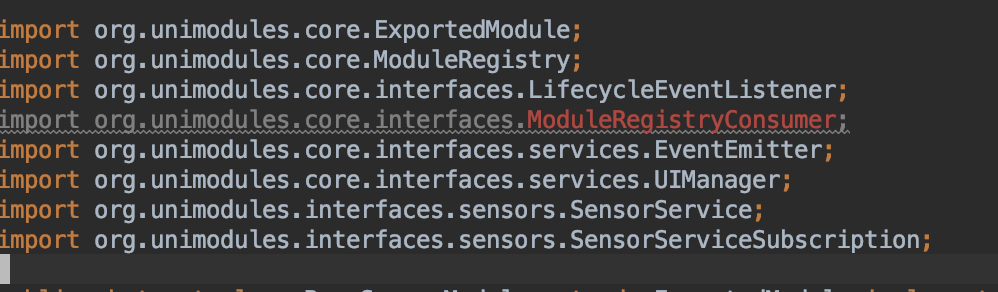 import org.unimodules.core.ExportedModule;
import org.unimodules.core.ModuleRegistry;
import org.unimodules.core.interfaces.LifecycleEventListener;
import org.unimodules.core.interfaces.ModuleRegistryConsumer;
import org.unimodules.core.interfaces.services.EventEmitter;
import org.unimodules.core.interfaces.services.UIManager;
import org.unimodules.interfaces.sensors.SensorService;
import org.unimodules.interfaces.sensors.SensorServiceSubscription;